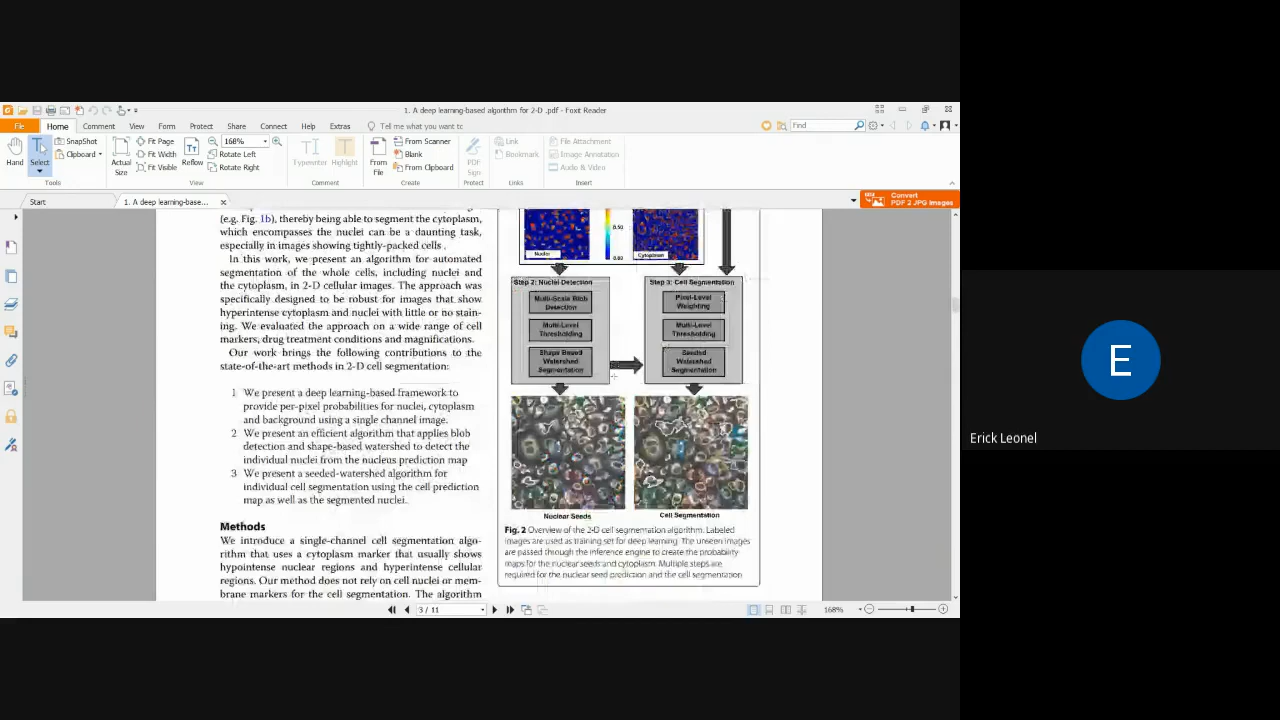 1. A deep learning-based algorithm for 2-D .pdf - Foxit Reader
File Home Comment View Form Protect Share Connect Help Extras Tell me what you want tc Find
Hand Select SnapShot Clipboard Actual Size Fit Page Fit Width Fit Visible Reflow 168% Rotate Left Rotate Right Typewriter Highlight From File From Scanner Blank From Clipboard PDF Sign Link Bookmark File Attachment Image Annotation Audio & Video
Tools View Comment Create Protect Links Insert
Start 1. A deep learning-base... Convert
PDF 2 JPG Images
(e.g. Fig. 1b), thereby being able to segment the cytoplasm,
which encompasses the nuclei can be a daunting task,
especially in images showing tightly-packed cells .
In this work, we present an algorithm for automated
segmentation of the whole cells, including nuclei and
the cytoplasm, in 2-D cellular images. The approach was
specifically designed to be robust for images that show
hyperintense cytoplasm and nuclei with little or no stain-
ing. We evaluated the approach on a wide range of cell
markers, drug treatment conditions and magnifications.
Our work brings the following contributions to the
state-of-the-art methods in 2-D cell segmentation:
1 We present a deep learning-based framework to
provide per-pixel probabilities for nuclei, cytoplasm
and background using a single channel image.
2 We present an efficient algorithm that applies blob
detection and shape-based watershed to detect the
individual nuclei from the nucleus prediction map
3 We present a seeded-watershed algorithm for
individual cell segmentation using the cell prediction
map as well as the segmented nuclei.
Methods
We introduce a single-channel cell segmentation algo-
rithm that uses a cytoplasm marker that usually shows
hypointense nuclear regions and hyperintense cellular
regions. Our method does not rely on cell nuclei or mem-
brane markers for the cell segmentation. The algorithm
0.50
0.00
Nuclei
Cytoplasm
Step 2: Nuclei Detection
Multi-Scale Blob
Detection
Multi-Level
Thresholding
Shape Based
Watershed
Segmentation
Step 3: Cell Segmentation
Pixel-Level
Weighting
Multi-Level
Thresholding
Seeded
Watershed
Segmentation
Nuclear Seeds
Cell Segmentation
Fig. 2 Overview of the 2-D cell segmentation algorithm. Labeled
images are used as training set for deep learning. The unseen images
are passed through the inference engine to create the probability
maps for the nuclear seeds and cytoplasm. Multiple steps are
required for the nuclear seed prediction and the cell segmentation
3 / 11
168%
E
Erick Leonel